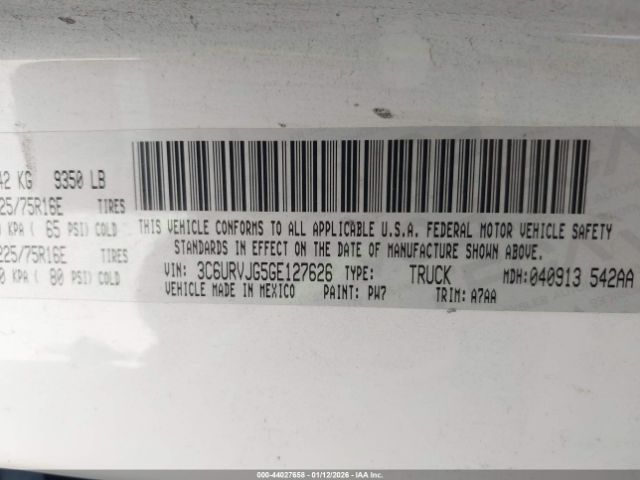 42 KG 9350 LB
25/75R16E TIRES
KPA ( 65 PSI) COLD
225/75R16E TIRES
0 KPA ( 80 PSI) COLD
THIS VEHICLE CONFORMS TO ALL APPLICABLE U.S.A. FEDERAL MOTOR VEHICLE SAFETY
STANDARDS IN EFFECT ON THE DATE OF MANUFACTURE SHOWN ABOVE.
VIN: 3C6URVJG5GE127626 TYPE: TRUCK MDH:040913 542AA
VEHICLE MADE IN MEXICO PAINT: PW7 TRIM: A7AA
000-44027658 - 01/12/2026 - IAA Inc.